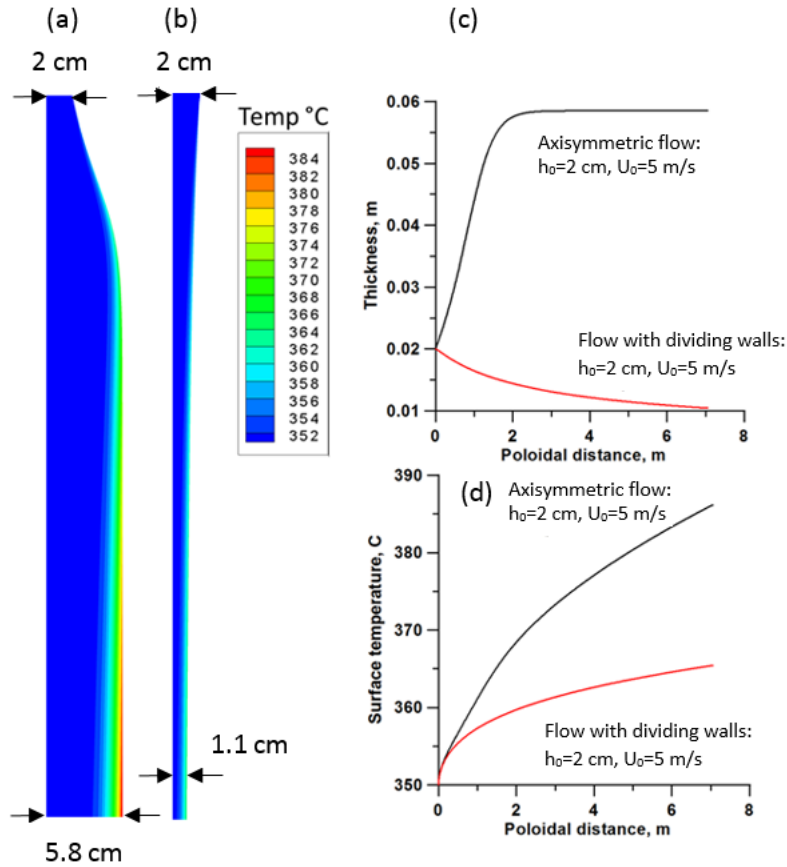 (a)
(b)
(c)
2 cm
2 cm
Temp °C
384
382
380
378
376
374
372
370
368
366
364
362
360
358
356
354
352
1.1 cm
5.8 cm
0.06
0.05
0.04
0.03
0.02
0.01
Thickness, m
Axisymmetric flow:
h₀=2 cm, U₀=5 m/s
Flow with dividing walls:
h₀=2 cm, U₀=5 m/s
0
2
4
6
8
Poloidal distance, m
(d)
390
380
370
360
350
Surface temperature, C
Axisymmetric flow:
h₀=2 cm, U₀=5 m/s
Flow with dividing walls:
h₀=2 cm, U₀=5 m/s
0
2
4
6
8
Poloidal distance, m